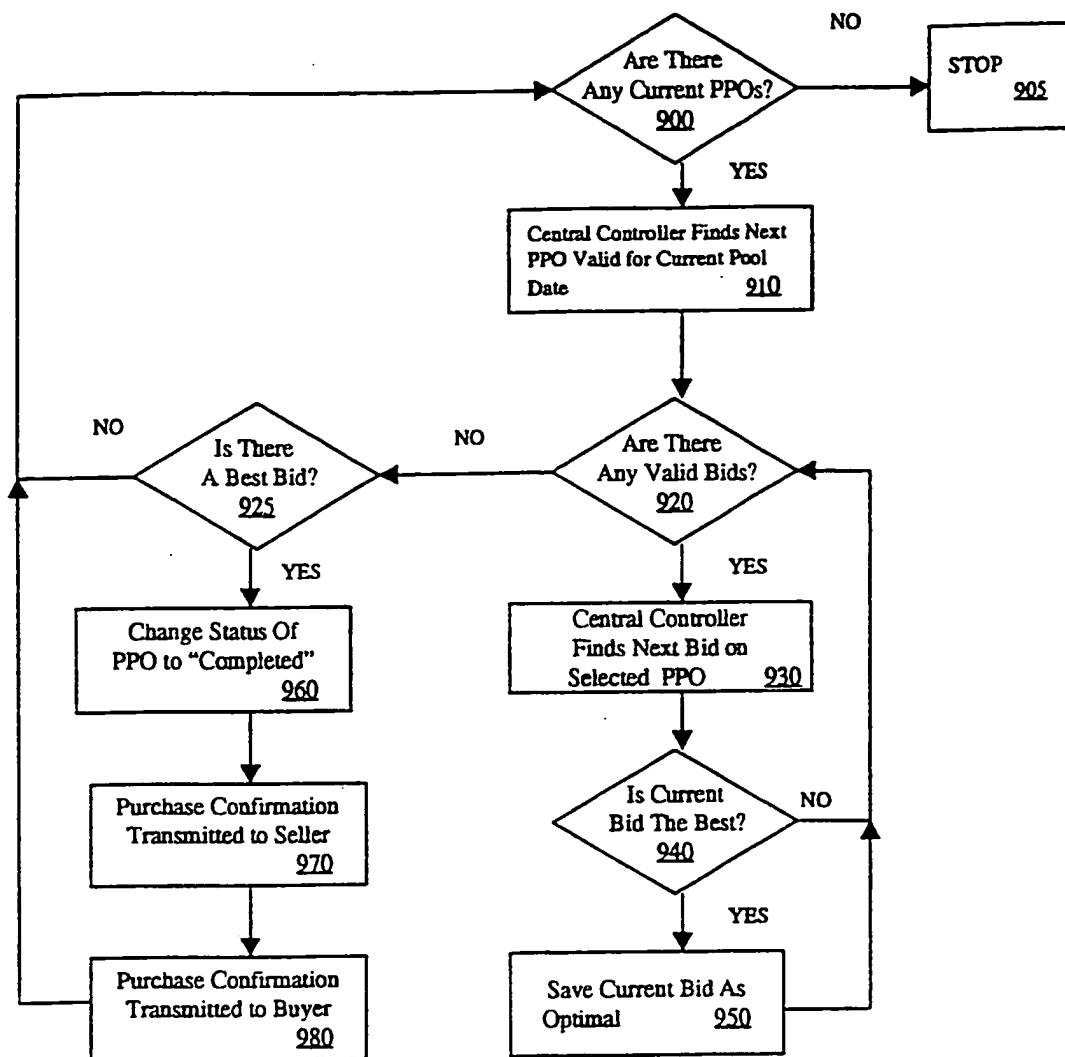 NO
Are There
Any Current PPOs?
900
STOP
905
YES
Central Controller Finds Next
PPO Valid for Current Pool
Date 910
NO
Is There
A Best Bid?
925
NO
Are There
Any Valid Bids?
920
YES
Change Status Of
PPO to “Completed”
960
YES
Central Controller
Finds Next Bid on
Selected PPO 930
Purchase Confirmation
Transmitted to Seller
970
Is Current
Bid The Best?
940
NO
YES
Purchase Confirmation
Transmitted to Buyer
980
Save Current Bid As
Optimal 950